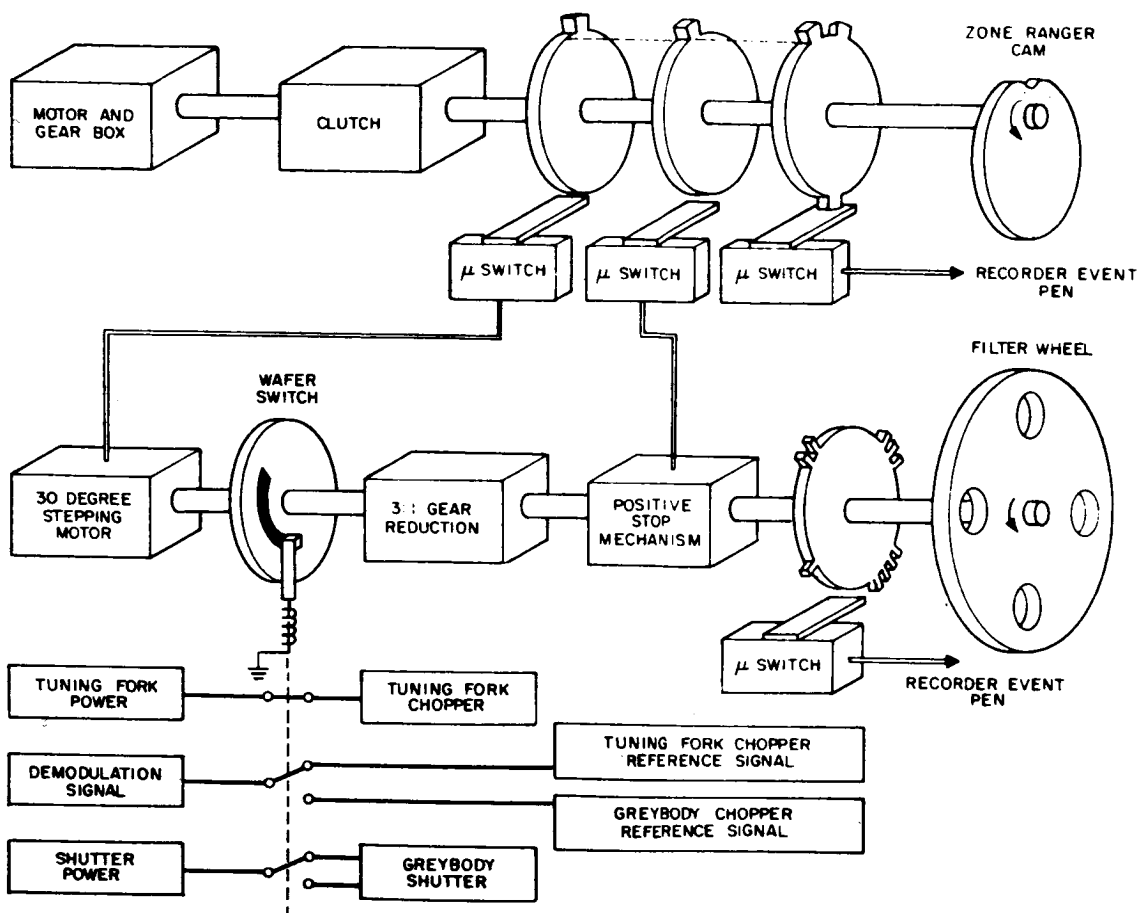 ZONE RANGER
CAM
MOTOR AND
GEAR BOX
CLUTCH
μ SWITCH
μ SWITCH
μ SWITCH
RECORDER EVENT
PEN
FILTER WHEEL
WAFER
SWITCH
30 DEGREE
STEPPING
MOTOR
3:1 GEAR
REDUCTION
POSITIVE
STOP
MECHANISM
μ SWITCH
RECORDER EVENT
PEN
TUNING FORK
POWER
TUNING FORK
CHOPPER
TUNING FORK CHOPPER
REFERENCE SIGNAL
DEMODULATION
SIGNAL
GREYBODY CHOPPER
REFERENCE SIGNAL
SHUTTER
POWER
GREYBODY
SHUTTER